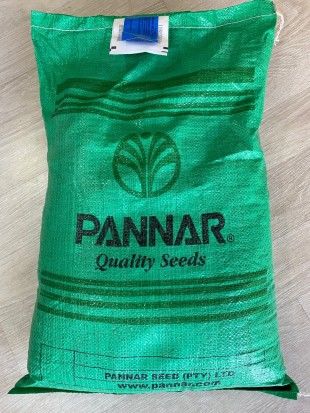 PANNAR®
Quality Seeds
PANNAR SEED (PTY) LTD
www.pannar.com